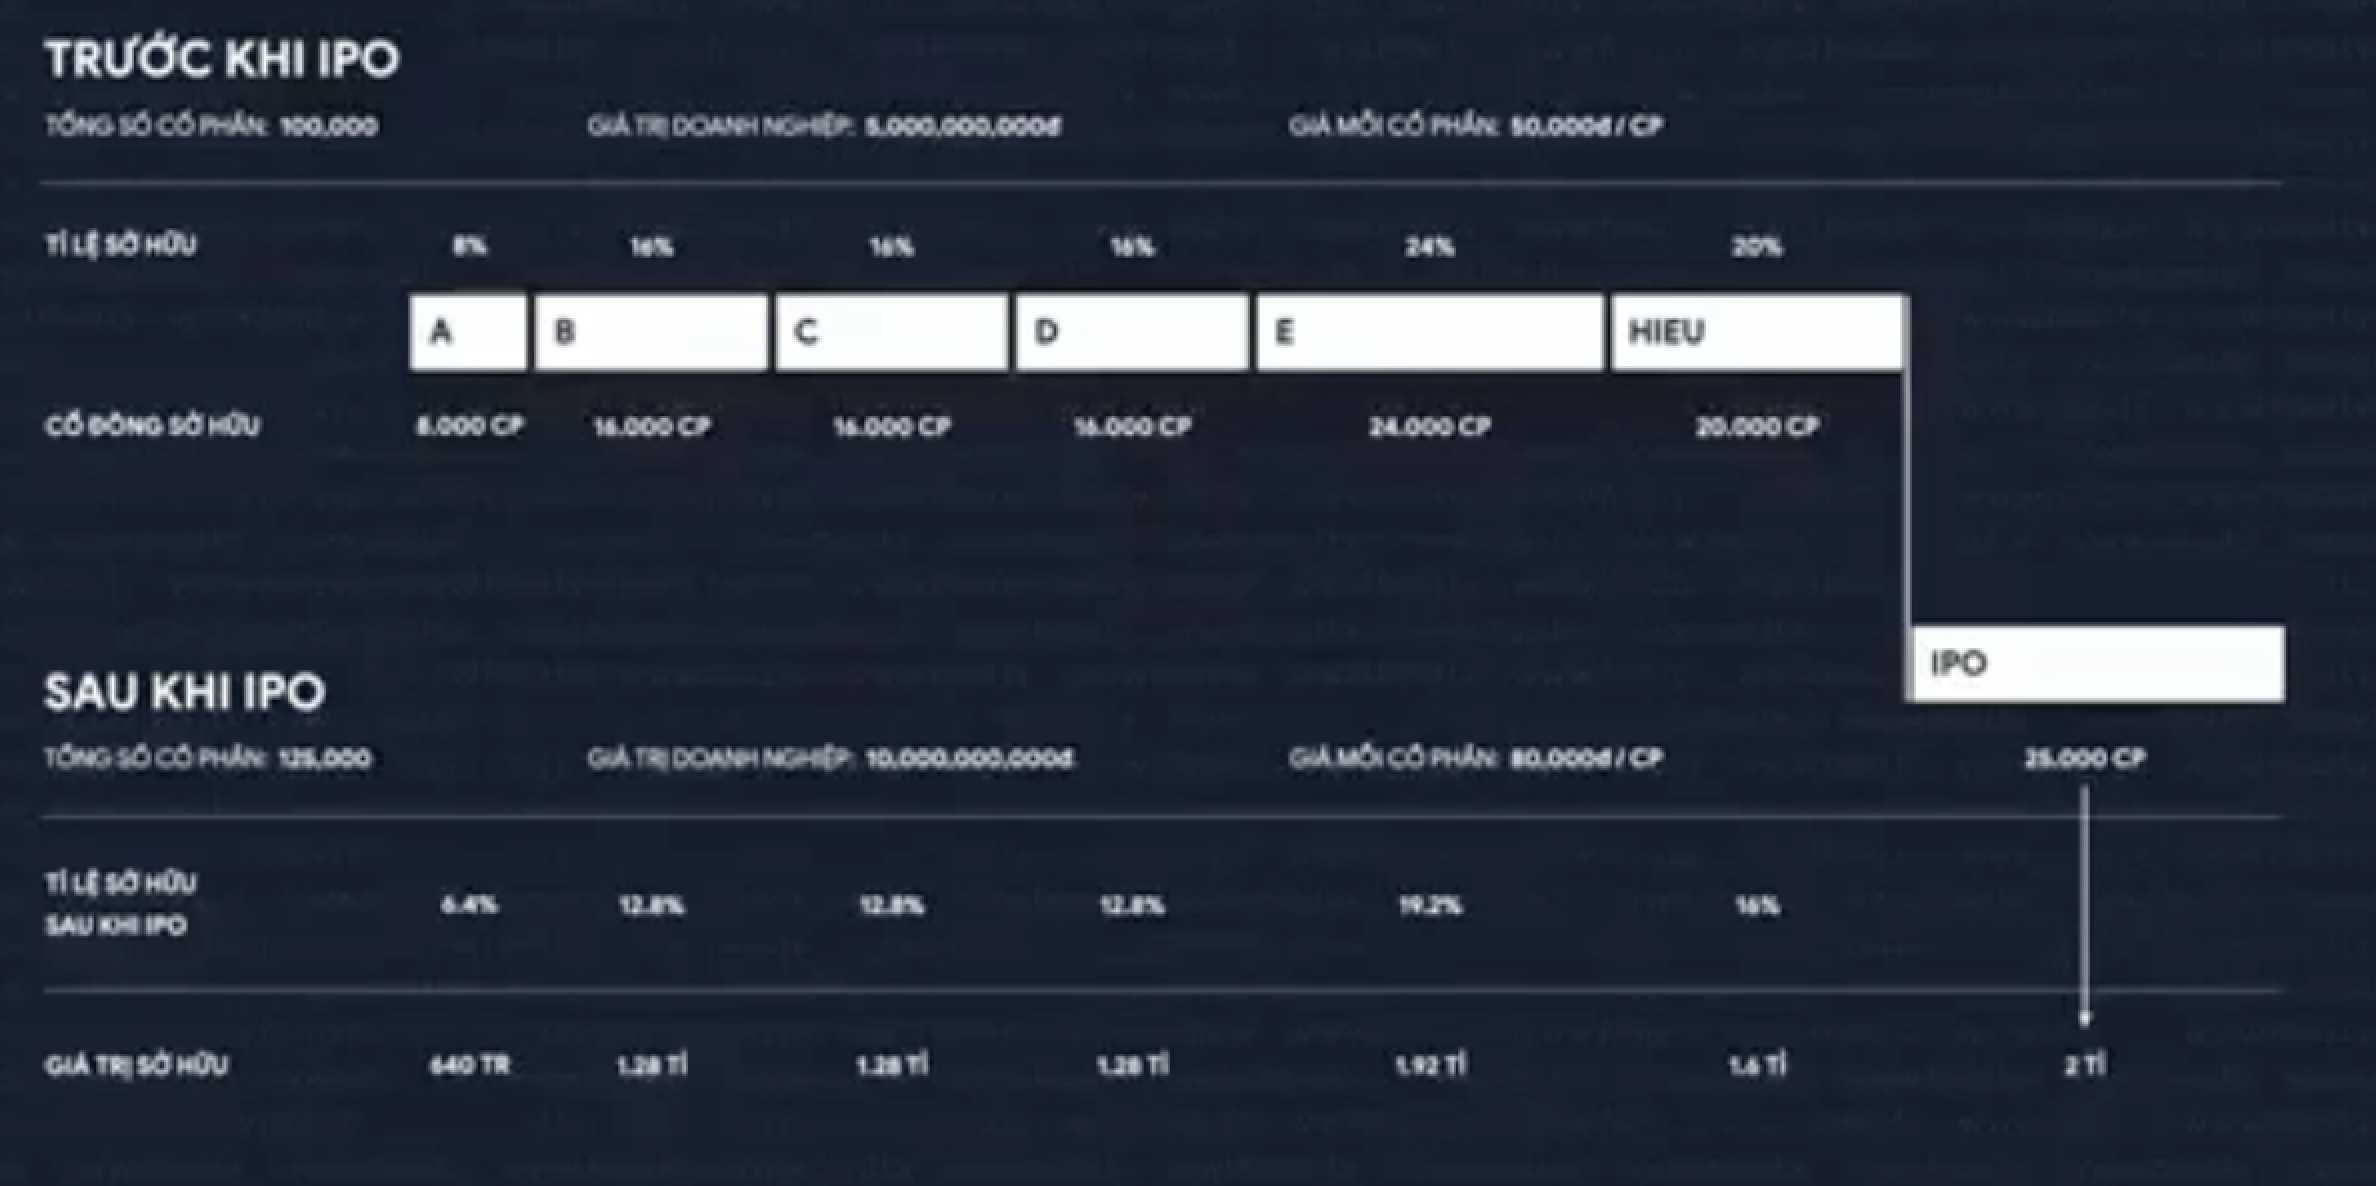 TRƯỚC KHI IPO
TỔNG SỐ CỔ PHẦN: 100,000 GIÁ TRỊ DOANH NGHIỆP: 5,000,000,000đ GIÁ MỖI CỔ PHẦN: 50,000đ / CP
TỈ LỆ SỞ HỮU 8% 16% 16% 16% 24% 20%
A B C D E HIEU
CỔ ĐÔNG SỞ HỮU 8.000 CP 16.000 CP 16.000 CP 16.000 CP 24.000 CP 20.000 CP
IPO
SAU KHI IPO
TỔNG SỐ CỔ PHẦN: 125,000 GIÁ TRỊ DOANH NGHIỆP: 10,000,000,000đ GIÁ MỖI CỔ PHẦN: 80,000đ / CP 25.000 CP
TỈ LỆ SỞ HỮU
SAU KHI IPO
6.4% 12.8% 12.8% 12.8% 19.2% 16%
GIÁ TRỊ SỞ HỮU 640 TR 1.28 TỈ 1.28 TỈ 1.28 TỈ 1.92 TỈ 1.6 TỈ 2 TỈ